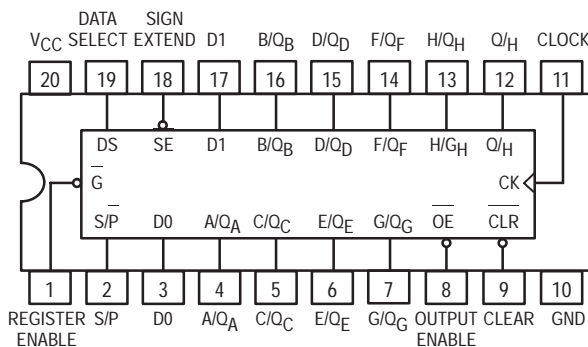 DATA SIGN
VCC SELECT EXTEND D1 B/QB D/QD F/QF H/QH Q/H CLOCK
20 19 18 17 16 15 14 13 12 11
DS SE D1 B/QB D/QD F/QF H/GH Q/H
G CK
S/P D0 A/QA C/QC E/QE G/QG OE CLR
1 2 3 4 5 6 7 8 9 10
REGISTER S/P D0 A/QA C/QC E/QE G/QG OUTPUT CLEAR GND
ENABLE ENABLE